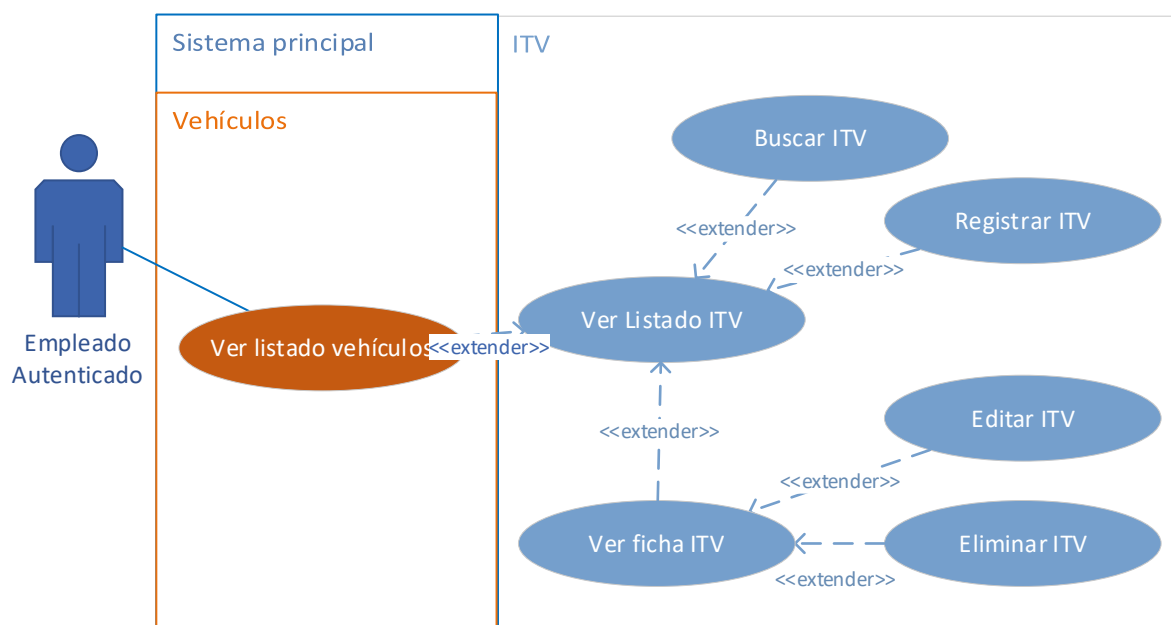 Sistema principal
ITV
Vehículos
Buscar ITV
Registrar ITV
<<extender>>
<<extender>>
Ver Listado ITV
Ver listado vehículos
<<extender>>
Empleado
Autenticado
Editar ITV
<<extender>>
<<extender>>
Ver ficha ITV
Eliminar ITV
<<extender>>